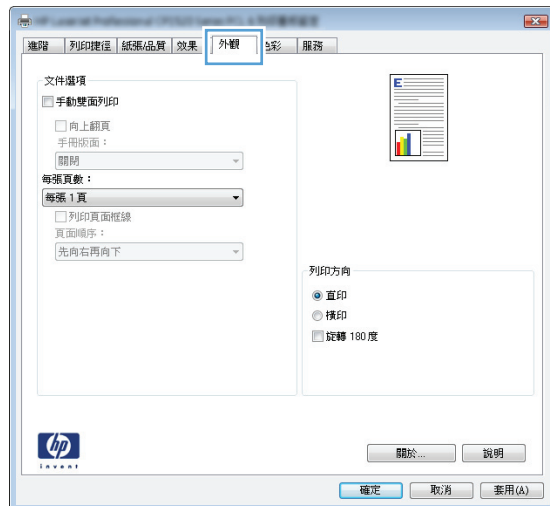 進階 列印捷徑 紙張/品質 效果 外觀 色彩 服務
文件選項
手動雙面列印
向上翻頁
手冊版面：
關閉
每張頁數：
每張 1 頁
列印頁面框線
頁面順序：
先向右再向下
E
列印方向
直印
橫印
旋轉 180 度
hp
invent
關於... 說明
確定 取消 套用(A)